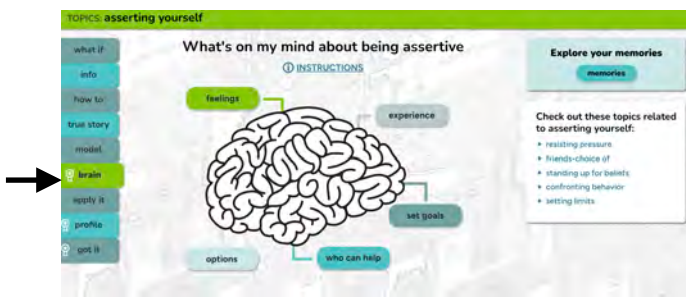 TOPICS: asserting yourself
what if
info
how to
true story
model
brain
apply it
profile
got it
What's on my mind about being assertive
INSTRUCTIONS
feelings
experience
set goals
options
who can help
Explore your memories
memories
Check out these topics related
to asserting yourself:
resisting pressure
friends-choice of
standing up for beliefs
confronting behavior
setting limits